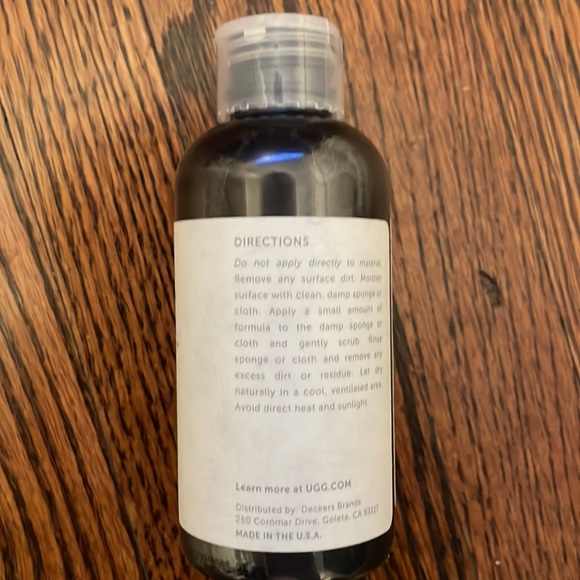 DIRECTIONS
Do not apply directly to material.
Remove any surface dirt. Moisten
surface with clean, damp sponge or
cloth. Apply a small amount of
formula to the damp sponge or
cloth and gently scrub. Rinse
sponge or cloth and remove any
excess dirt or residue. Let dry
naturally in a cool, ventilated area
Avoid direct heat and sunlight.
Learn more at UGG.COM
Distributed by: Deckers Brands
250 Coromar Drive, Goleta, CA 93117
MADE IN THE U.S.A.